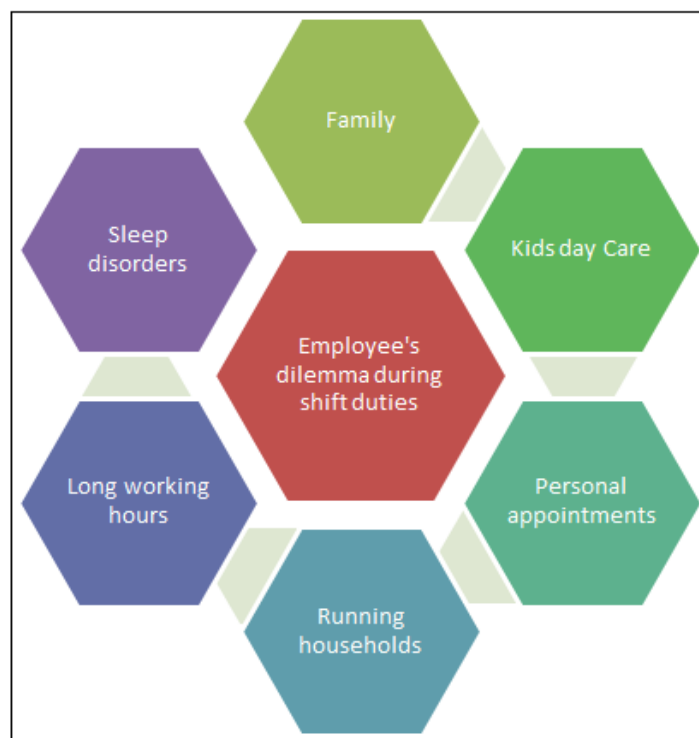 Family
Kids day Care
Sleep
disorders
Employee's
dilemma during
shift duties
Long working
hours
Personal
appointments
Running
households